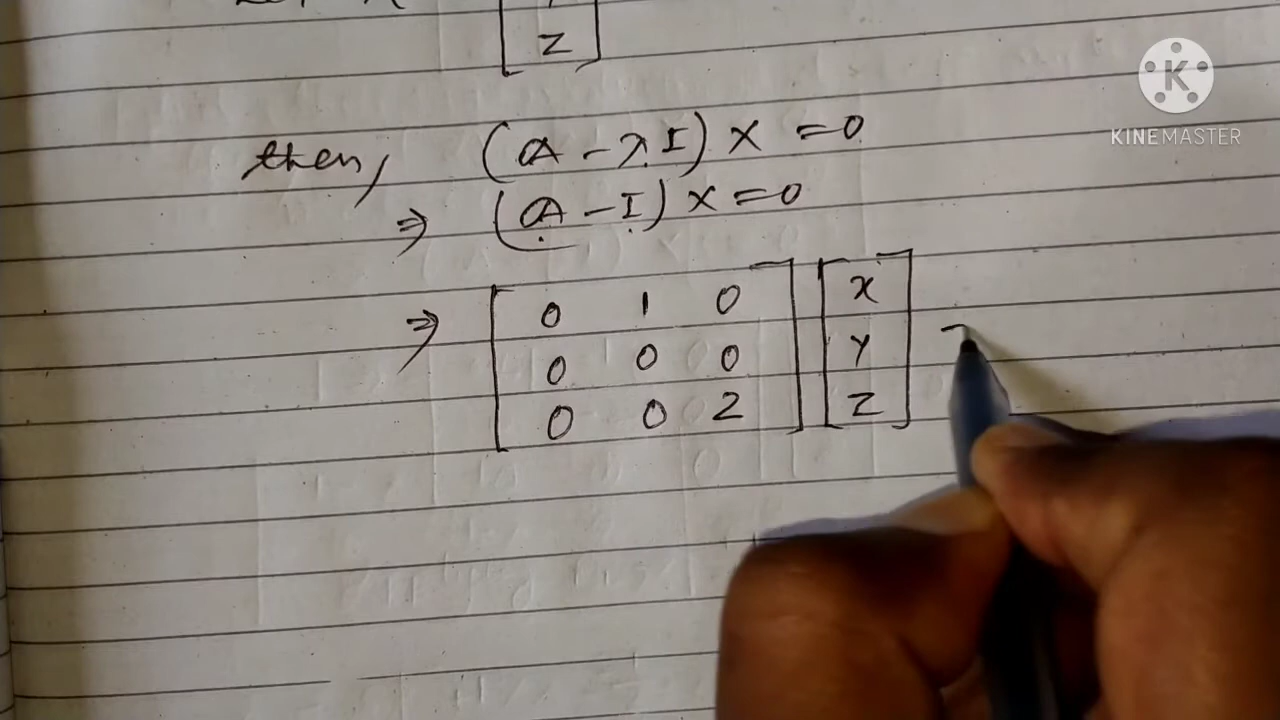 Z
then, (A - λI) X = 0
⇒ (A - I) X = 0
⇒ [ 0 1 0 ] [ x ]
[ 0 0 0 ] [ y ]
[ 0 0 2 ] [ z ]
KINEMASTER